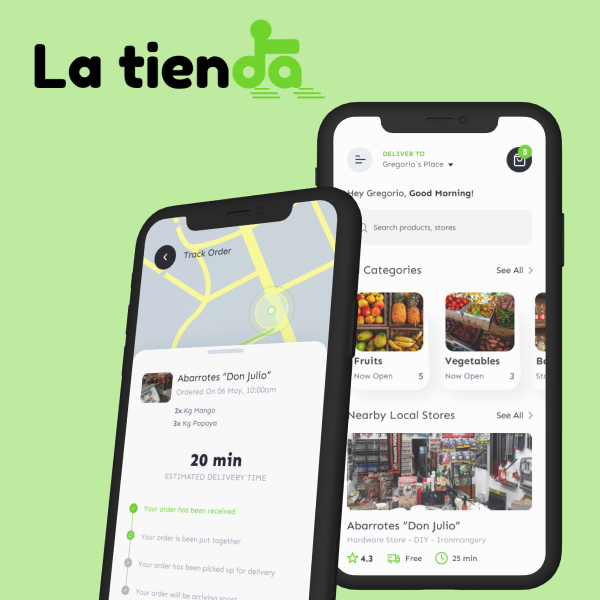 La tienda
DELIVER TO
Gregorio's Place
8
Hey Gregorio, Good Morning!
Search products, stores
Categories
See All
Fruits
Now Open 5
Vegetables
Now Open 3
Nearby Local Stores
See All
Abarrotes "Don Julio"
Hardware Store - DIY - Ironmongery
4.3
Free
25 min
Track Order
Abarrotes "Don Julio"
Ordered On 06 May, 10:00am
2x Kg Mango
3x Kg Papaya
20 min
ESTIMATED DELIVERY TIME
Your order has been received
Your order is been put together
Your order has been picked up for delivery
Your order will be arriving soon!